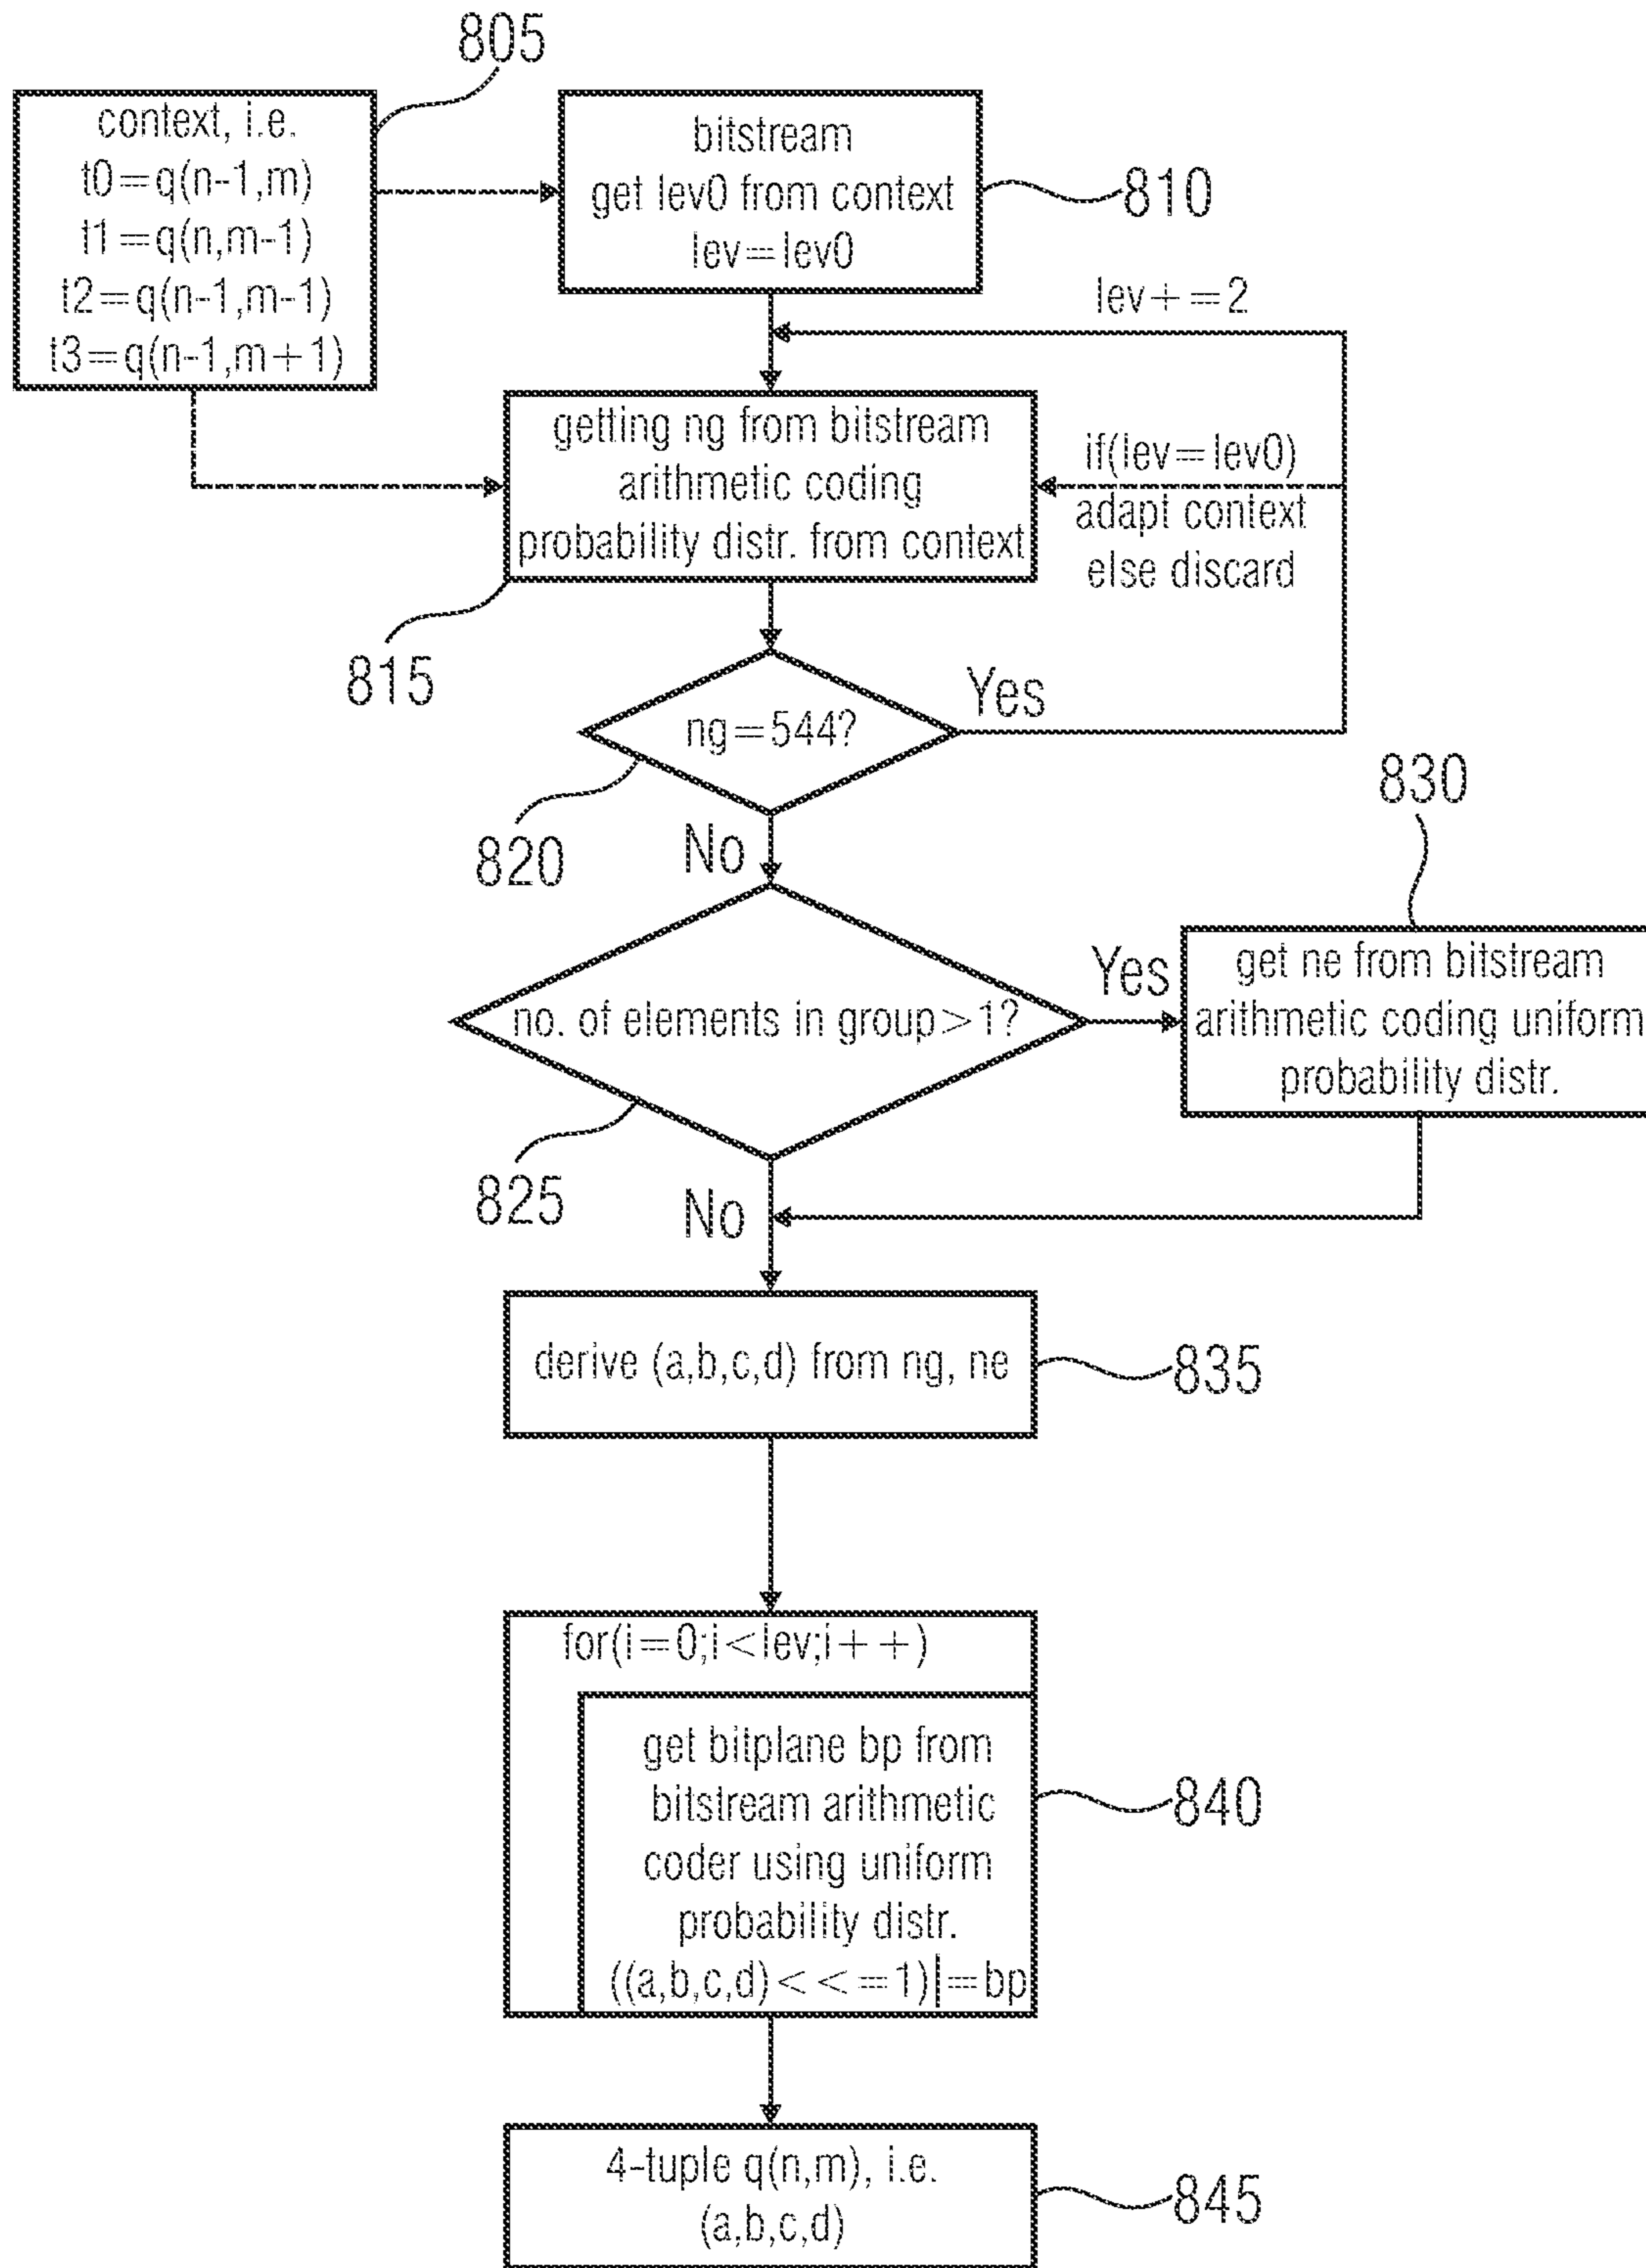 805
context, i.e.
t0=q(n-1,m)
t1=q(n,m-1)
t2=q(n-1,m-1)
t3=q(n-1,m+1)
bitstream
get lev0 from context
lev=lev0
810
lev+=2
getting ng from bitstream
arithmetic coding
probability distr. from context
if(lev=lev0)
adapt context
else discard
815
ng=544?
Yes
820
No
830
no. of elements in group>1?
Yes
get ne from bitstream
arithmetic coding uniform
probability distr.
825
No
derive (a,b,c,d) from ng, ne
835
for(i=0;i<lev;i++)
get bitplane bp from
bitstream arithmetic
coder using uniform
probability distr.
((a,b,c,d)<<=1)|=bp
840
4-tuple q(n,m), i.e.
(a,b,c,d)
845